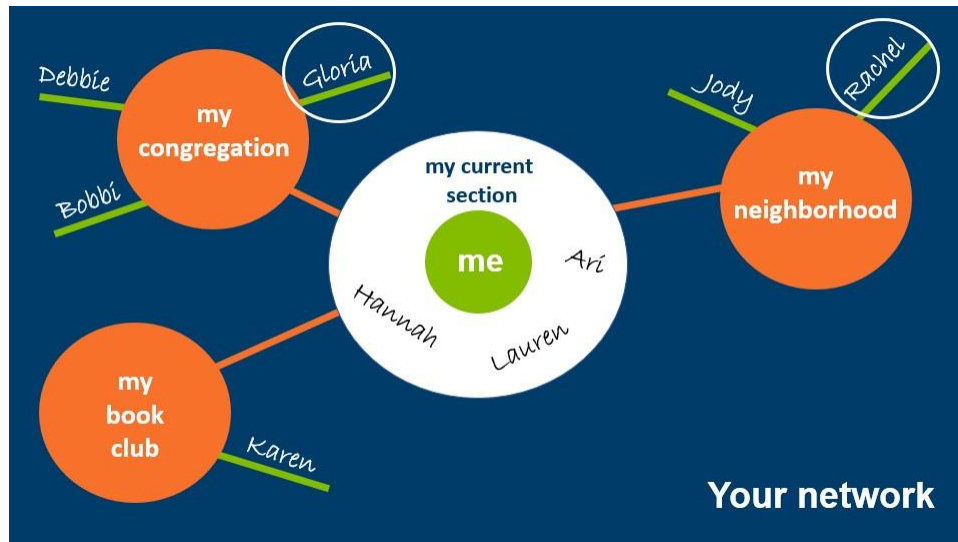 Debbie
Gloria
my
congregation
Bobbi
my current
section
me
Ari
Hannah
Lauren
Jody
Rachel
my
neighborhood
my
book
club
Karen
Your network